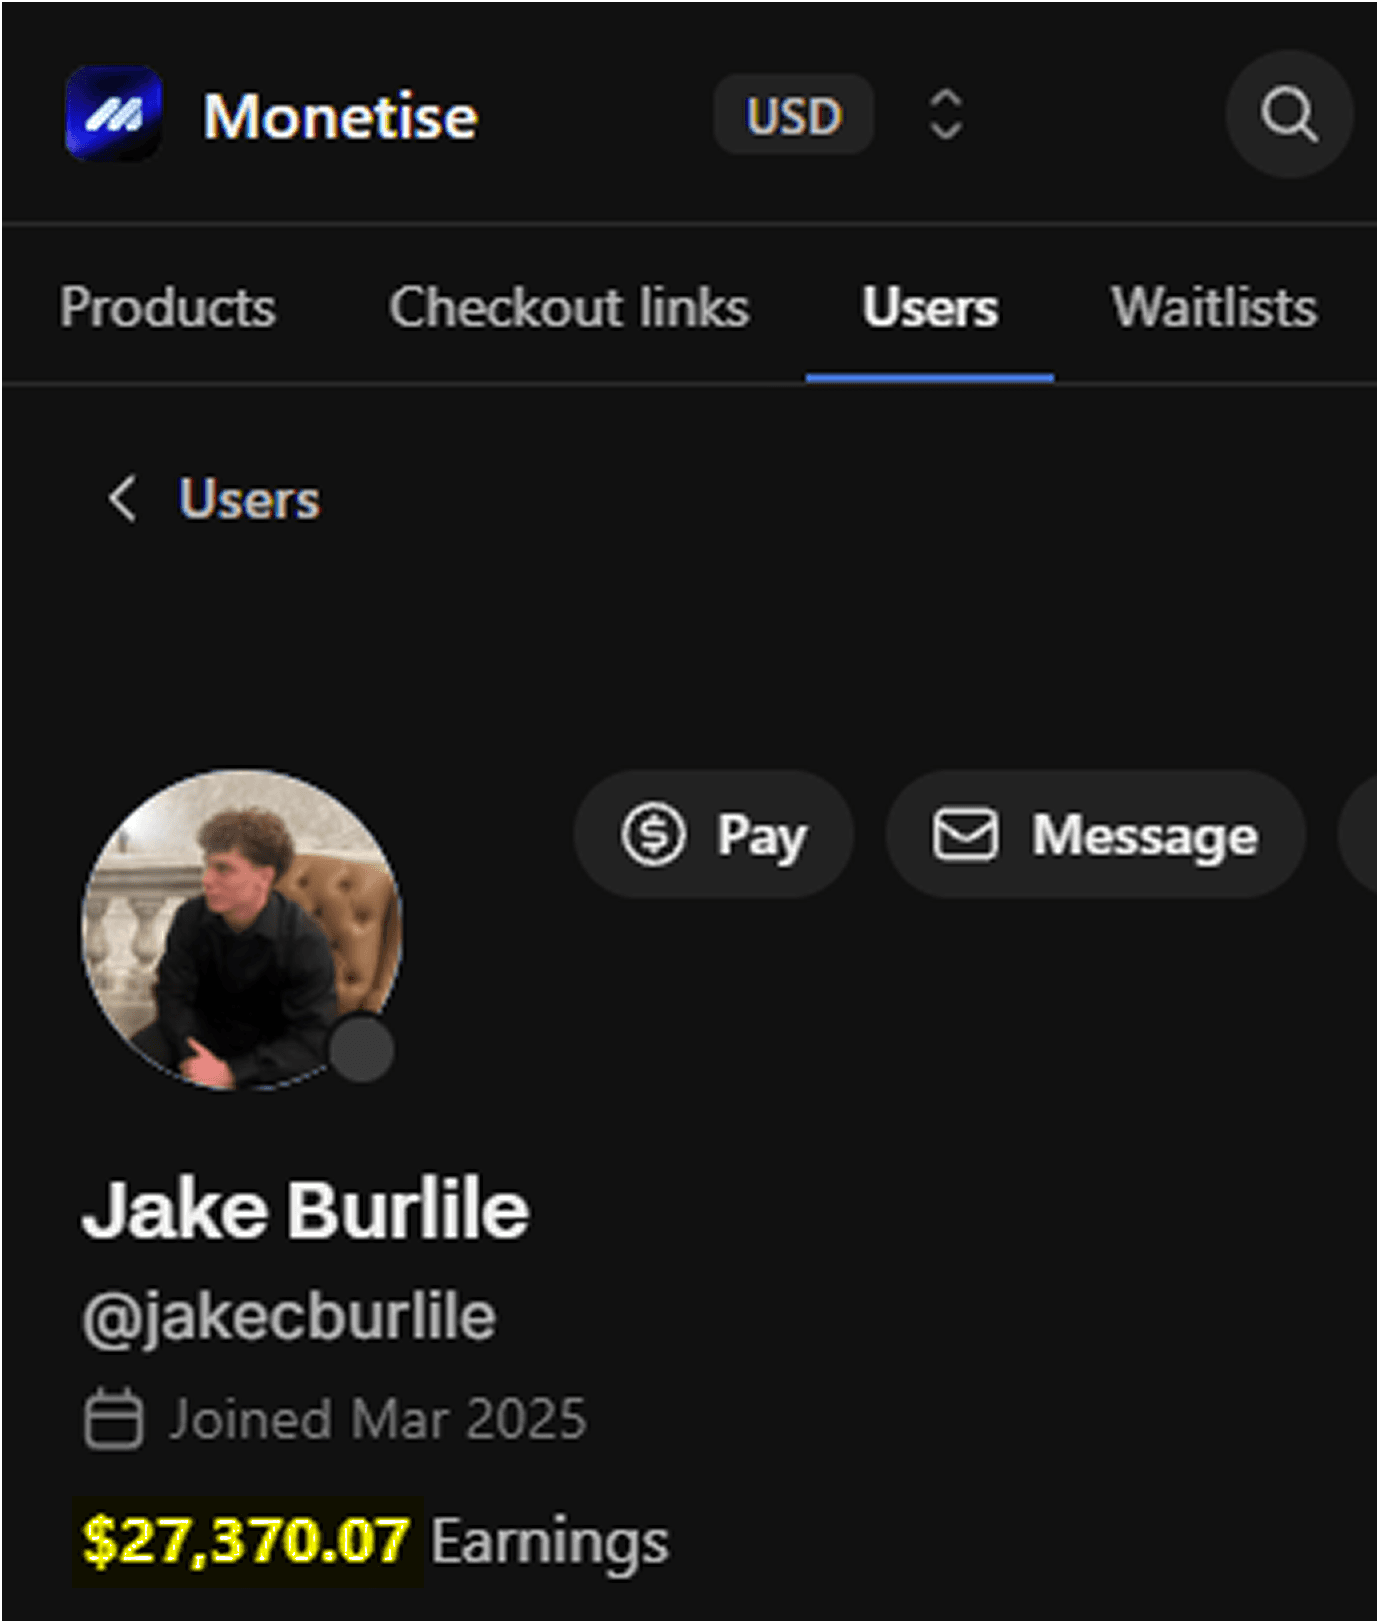 Monetise
USD
Products Checkout links Users Waitlists
Users
Pay Message
Jake Burlile
@jakecburlile
Joined Mar 2025
$27,370.07 Earnings